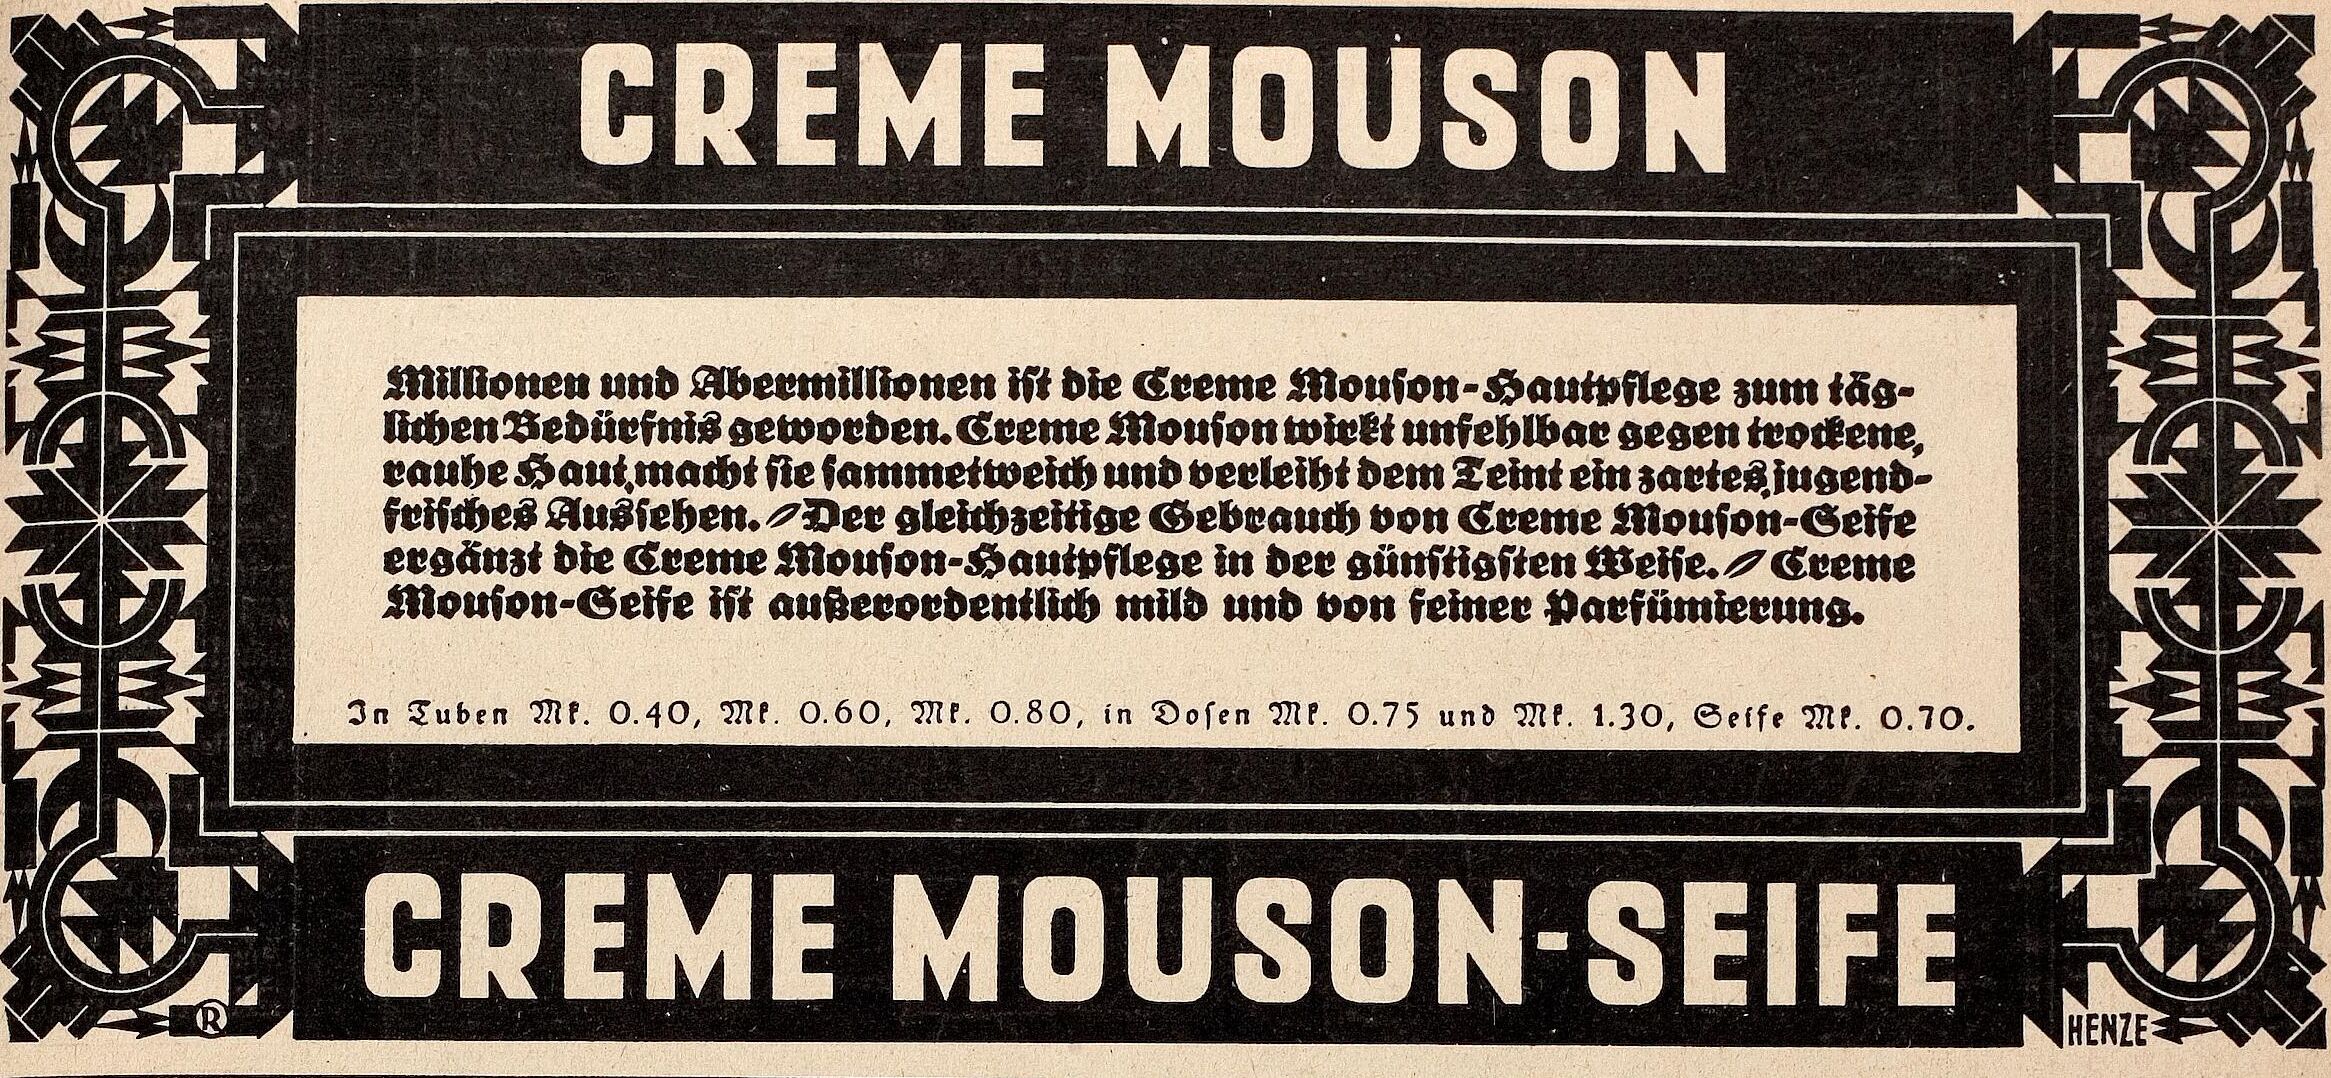 CREME MOUSON
Millionen und Abermillionen ist die Creme Mouson-Hautpflege zum täg-
lichen Bedürfnis geworden. Creme Mouson wirkt unfehlbar gegen trockene,
rauhe Haut, macht sie sammetweich und verleiht dem Teint ein zartes, jugend-
frisches Aussehen. Der gleichzeitige Gebrauch von Creme Mouson-Seife
ergänzt die Creme Mouson-Hautpflege in der günstigsten Weise. Creme
Mouson-Seife ist außerordentlich mild und von feiner Parfümierung.
In Tuben Mk. 0.40, Mk. 0.60, Mk. 0.80, in Dosen Mk. 0.75 und Mk. 1.30, Seife Mk. 0.70.
CREME MOUSON-SEIFE
®
HENZE